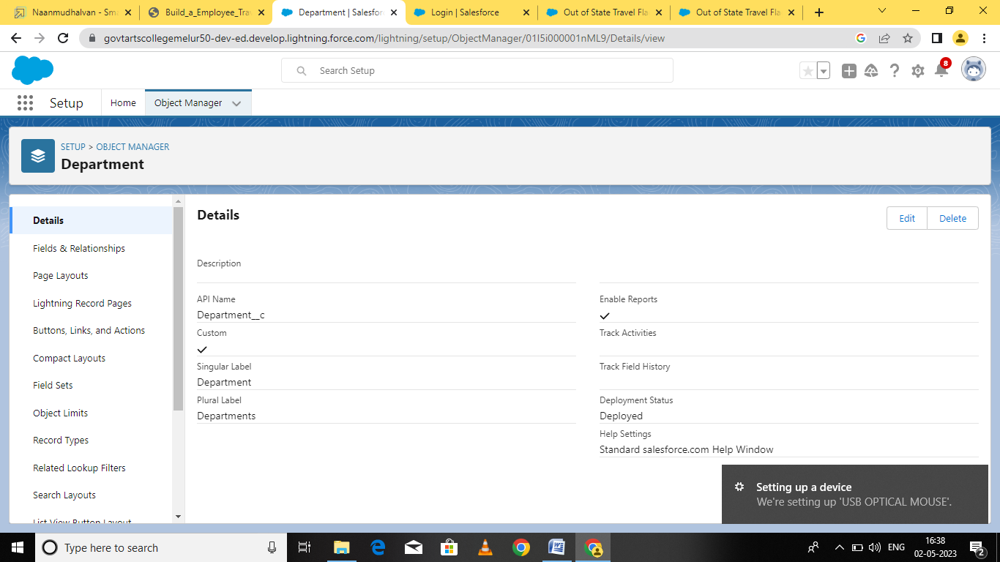 Naanmudhalvan - Sma
Build_a_Employee_Tra
Department | Salesforc
Login | Salesforce
Out of State Travel Fla
Out of State Travel Fla
govtartscollegemelur50-dev-ed.develop.lightning.force.com/lightning/setup/ObjectManager/01I5i000001nML9/Details/view
Search Setup
8
Setup
Home
Object Manager
SETUP > OBJECT MANAGER
Department
Details
Fields & Relationships
Page Layouts
Lightning Record Pages
Buttons, Links, and Actions
Compact Layouts
Field Sets
Object Limits
Record Types
Related Lookup Filters
Search Layouts
List View Button Layout
Details
Edit
Delete
Description
API Name
Department__c
Custom
Singular Label
Department
Plural Label
Departments
Enable Reports
Track Activities
Track Field History
Deployment Status
Deployed
Help Settings
Standard salesforce.com Help Window
Setting up a device
We're setting up 'USB OPTICAL MOUSE'.
Type here to search
ENG
16:38
02-05-2023
2